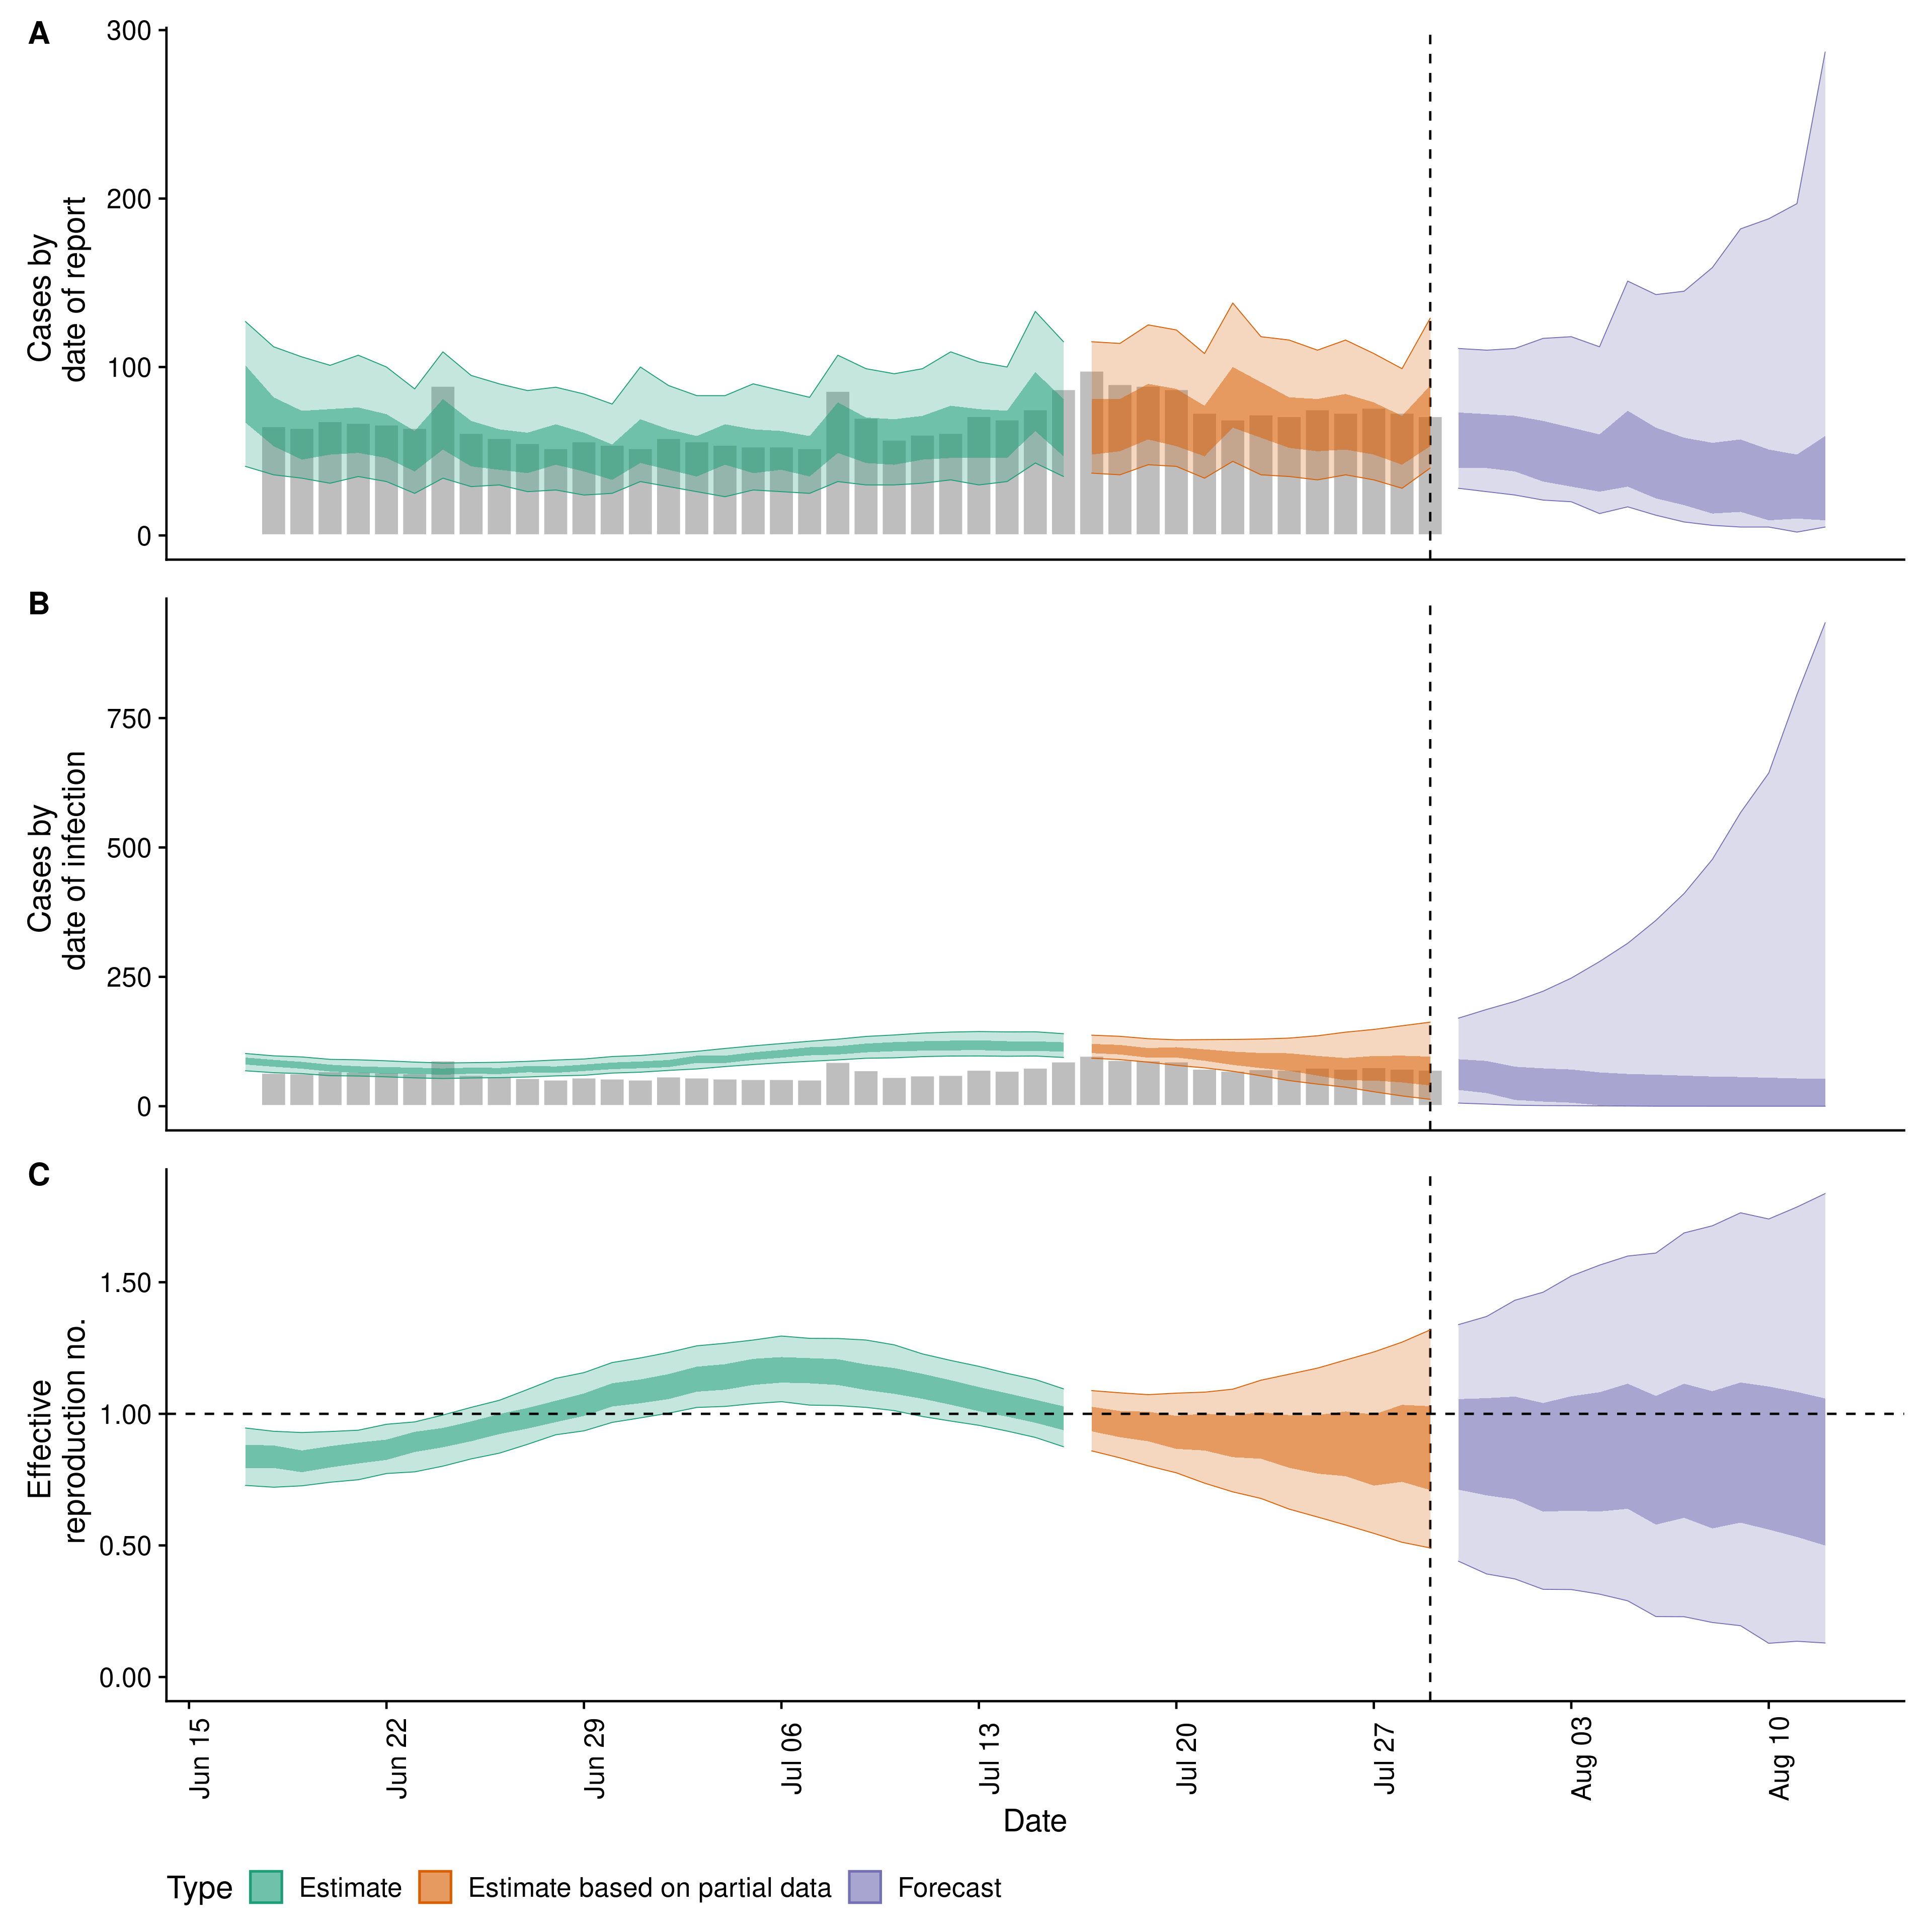 A
300
200
100
0
Cases by
date of report
B
750
500
250
0
Cases by
date of infection
C
1.50
1.00
0.50
0.00
Effective
reproduction no.
Jun 15
Jun 22
Jun 29
Jul 06
Jul 13
Jul 20
Jul 27
Aug 03
Aug 10
Date
Type Estimate Estimate based on partial data Forecast